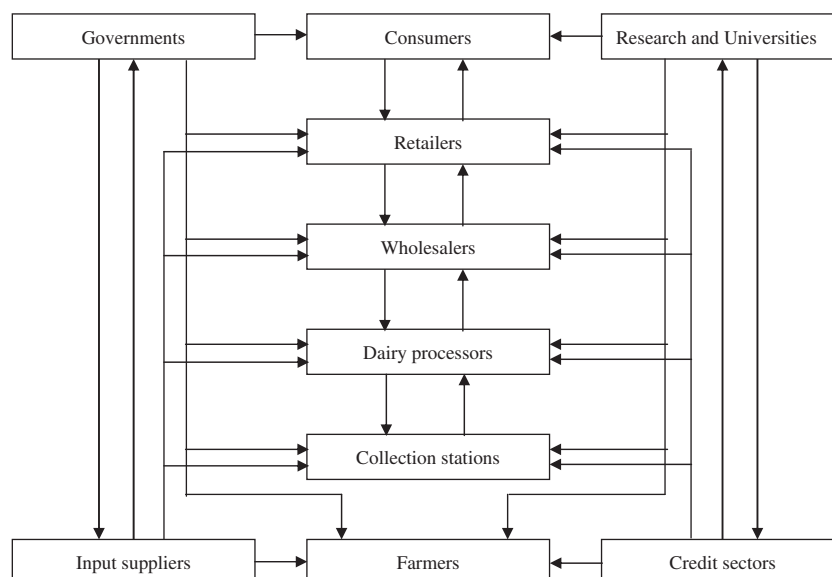 Governments
Consumers
Research and Universities
Retailers
Wholesalers
Dairy processors
Collection stations
Input suppliers
Farmers
Credit sectors